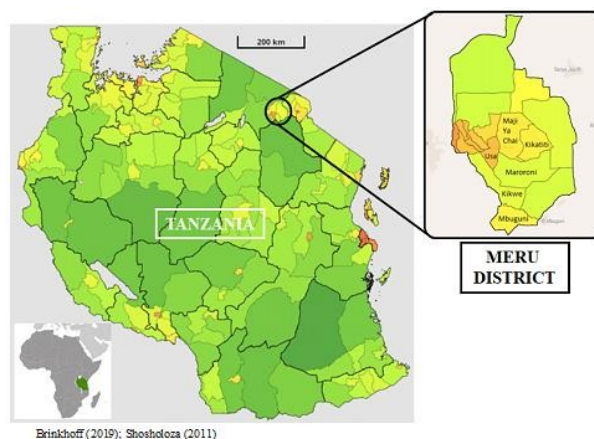 200 km
TANZANIA
Maji
Ya
Chai
Kikatiti
Usa
Maroroni
Kikwe
Mbuguni
MERU
DISTRICT
Brinkhoff (2019); Shosholoza (2011)